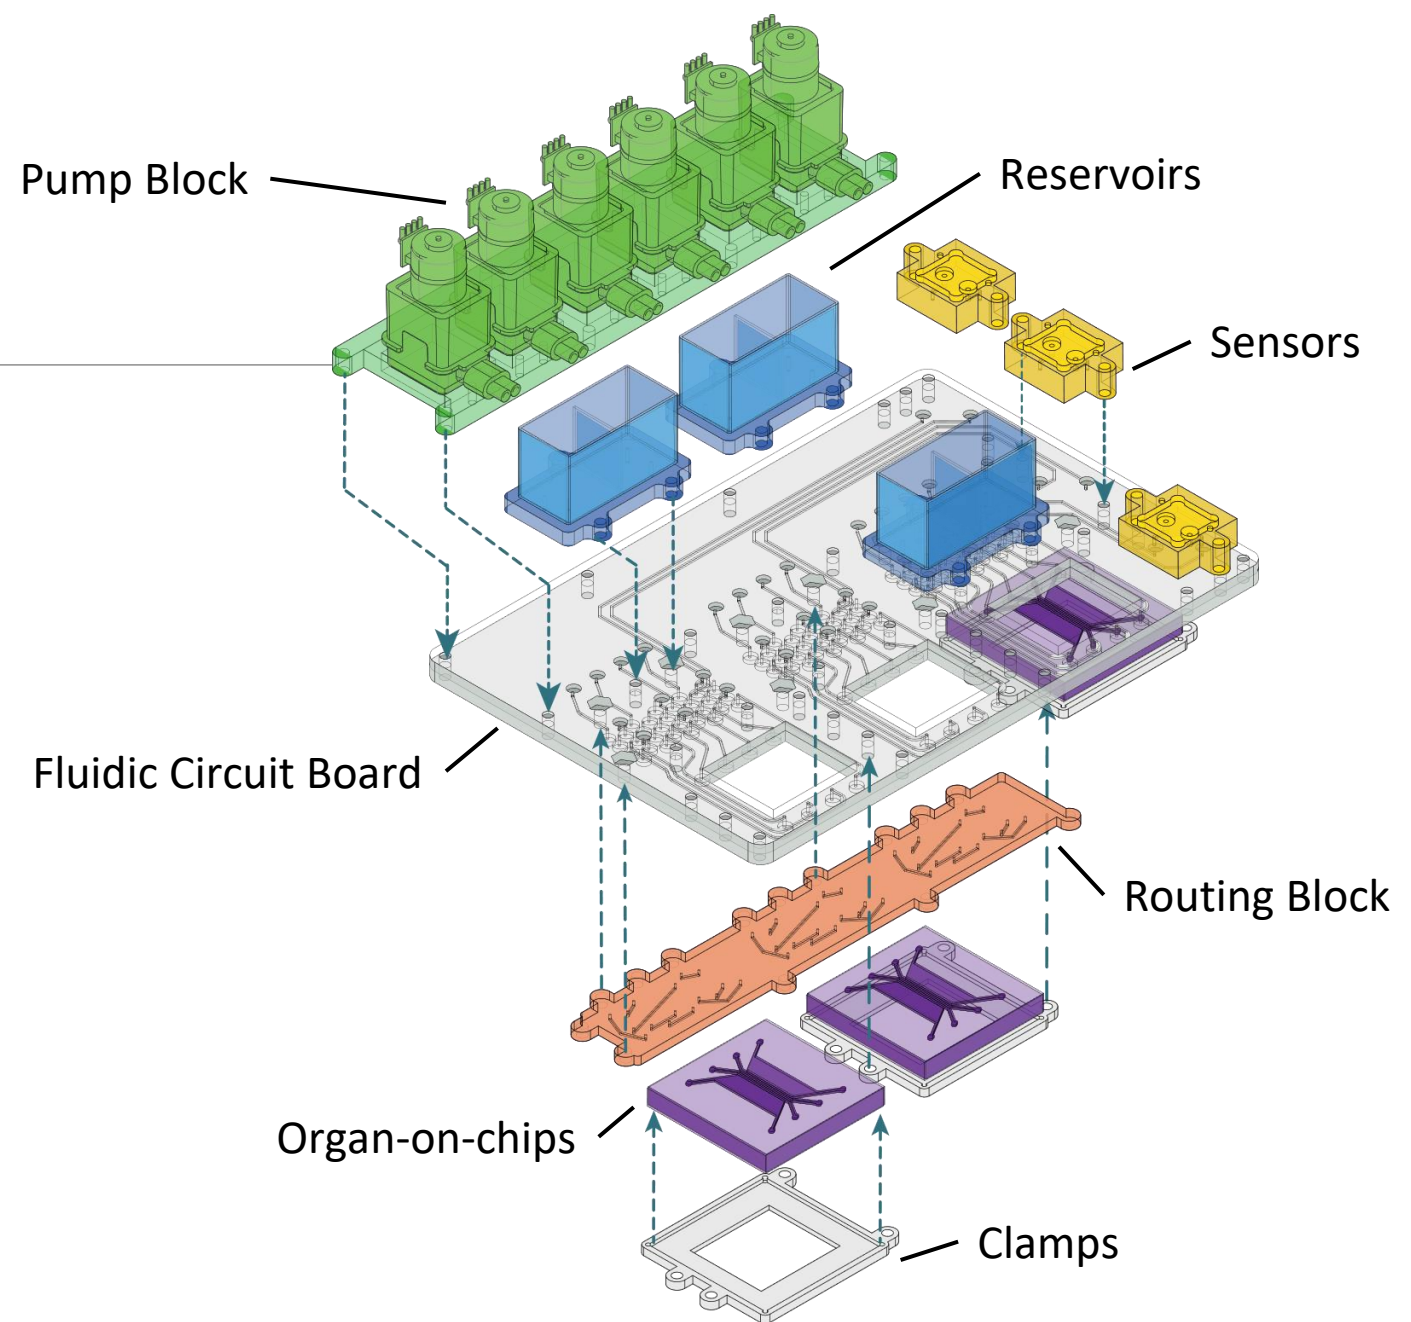 Pump Block
Reservoirs
Sensors
Fluidic Circuit Board
Routing Block
Organ-on-chips
Clamps